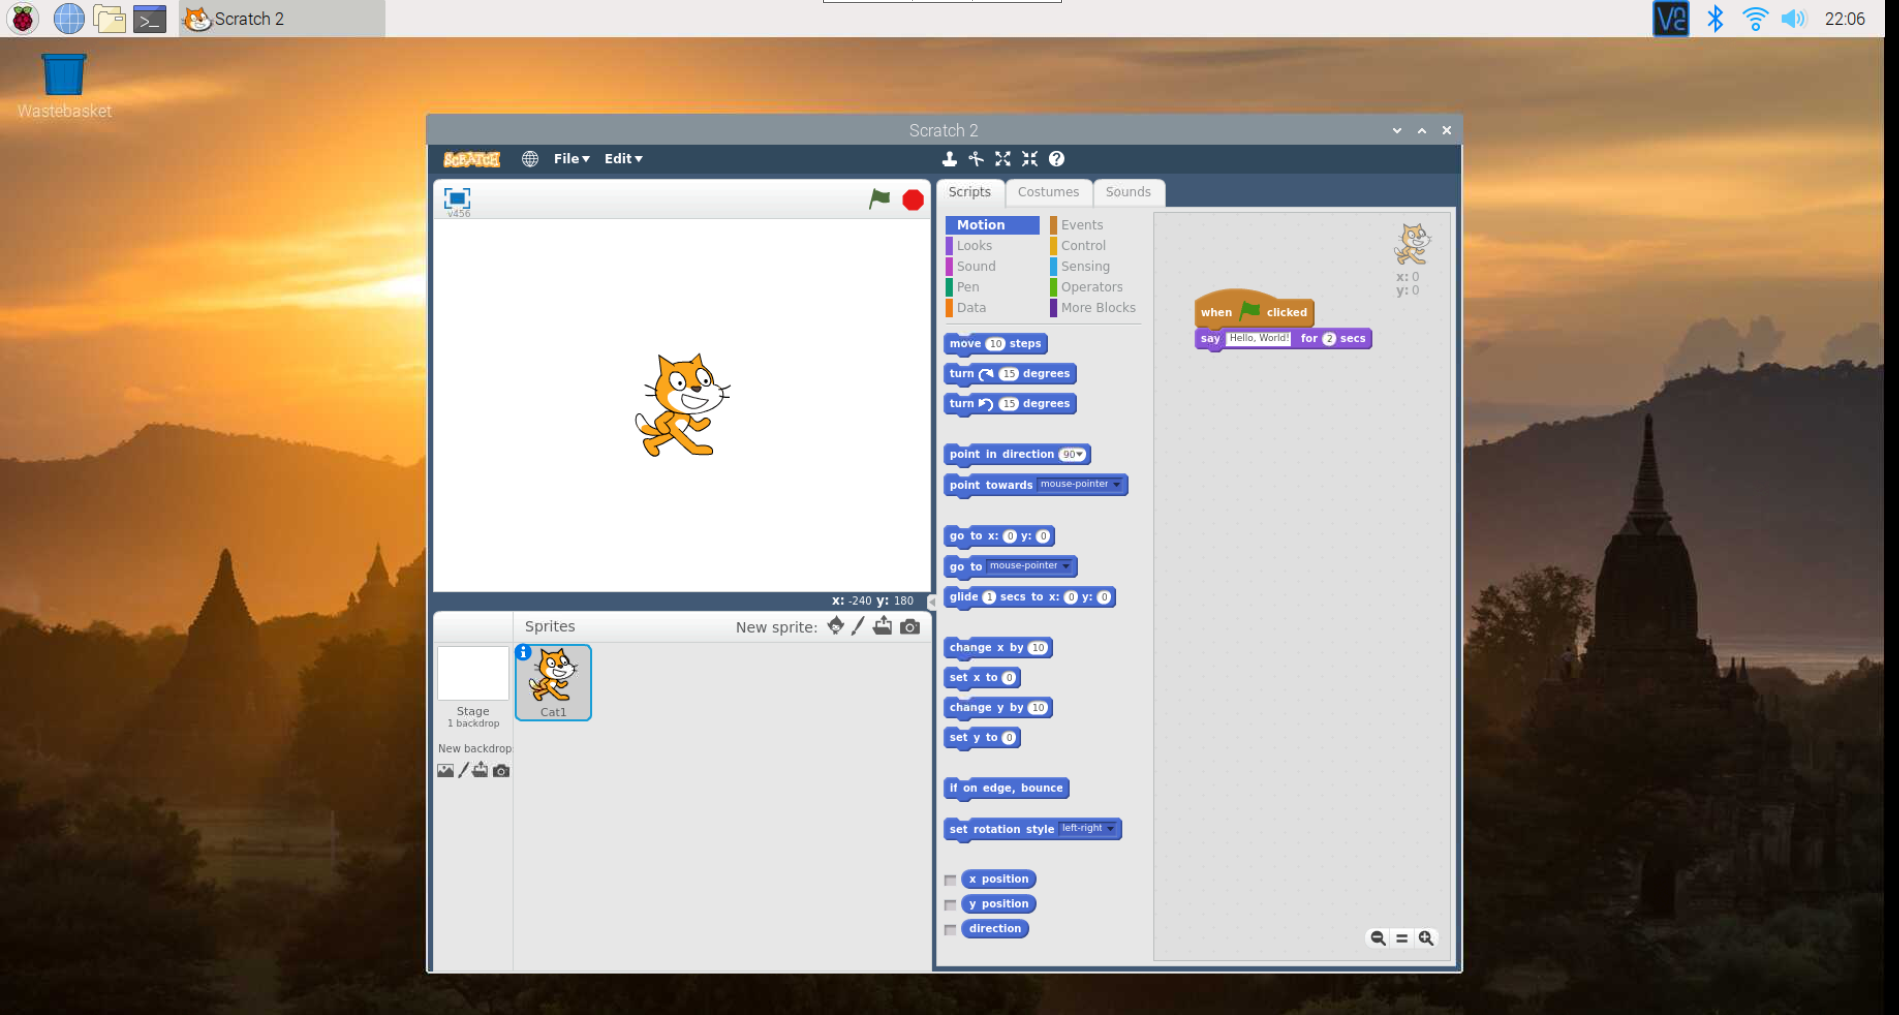 Scratch 2
22:06
Wastebasket
Scratch 2
SCRATCH
File
Edit
v456
Scripts
Costumes
Sounds
Motion
Events
Looks
Control
Sound
Sensing
Pen
Operators
Data
More Blocks
move 10 steps
turn 15 degrees
turn 15 degrees
point in direction 90
point towards mouse-pointer
go to x: 0 y: 0
go to mouse-pointer
glide 1 secs to x: 0 y: 0
change x by 10
set x to 0
change y by 10
set y to 0
if on edge, bounce
set rotation style left-right
x position
y position
direction
x: 0
y: 0
when clicked
say Hello, World! for 2 secs
x: -240 y: 180
Sprites
New sprite:
Stage
1 backdrop
New backdrop:
Cat1